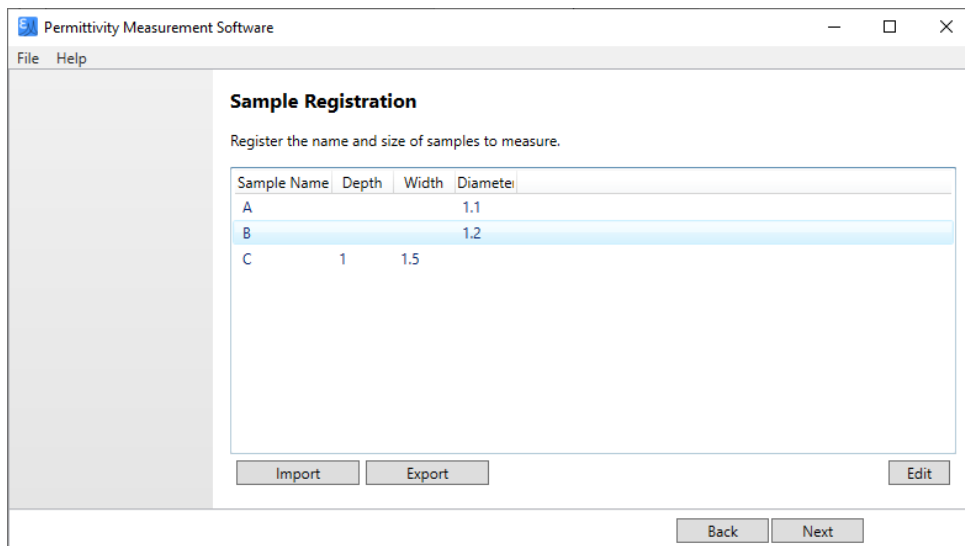 Permittivity Measurement Software
File Help
Sample Registration
Register the name and size of samples to measure.
Sample Name Depth Width Diameter
A 1.1
B 1.2
C 1 1.5
Import Export Edit
Back Next